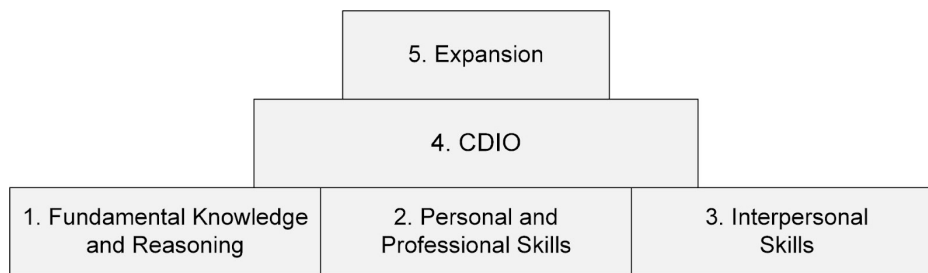 5. Expansion
4. CDIO
1. Fundamental Knowledge
and Reasoning
2. Personal and
Professional Skills
3. Interpersonal
Skills